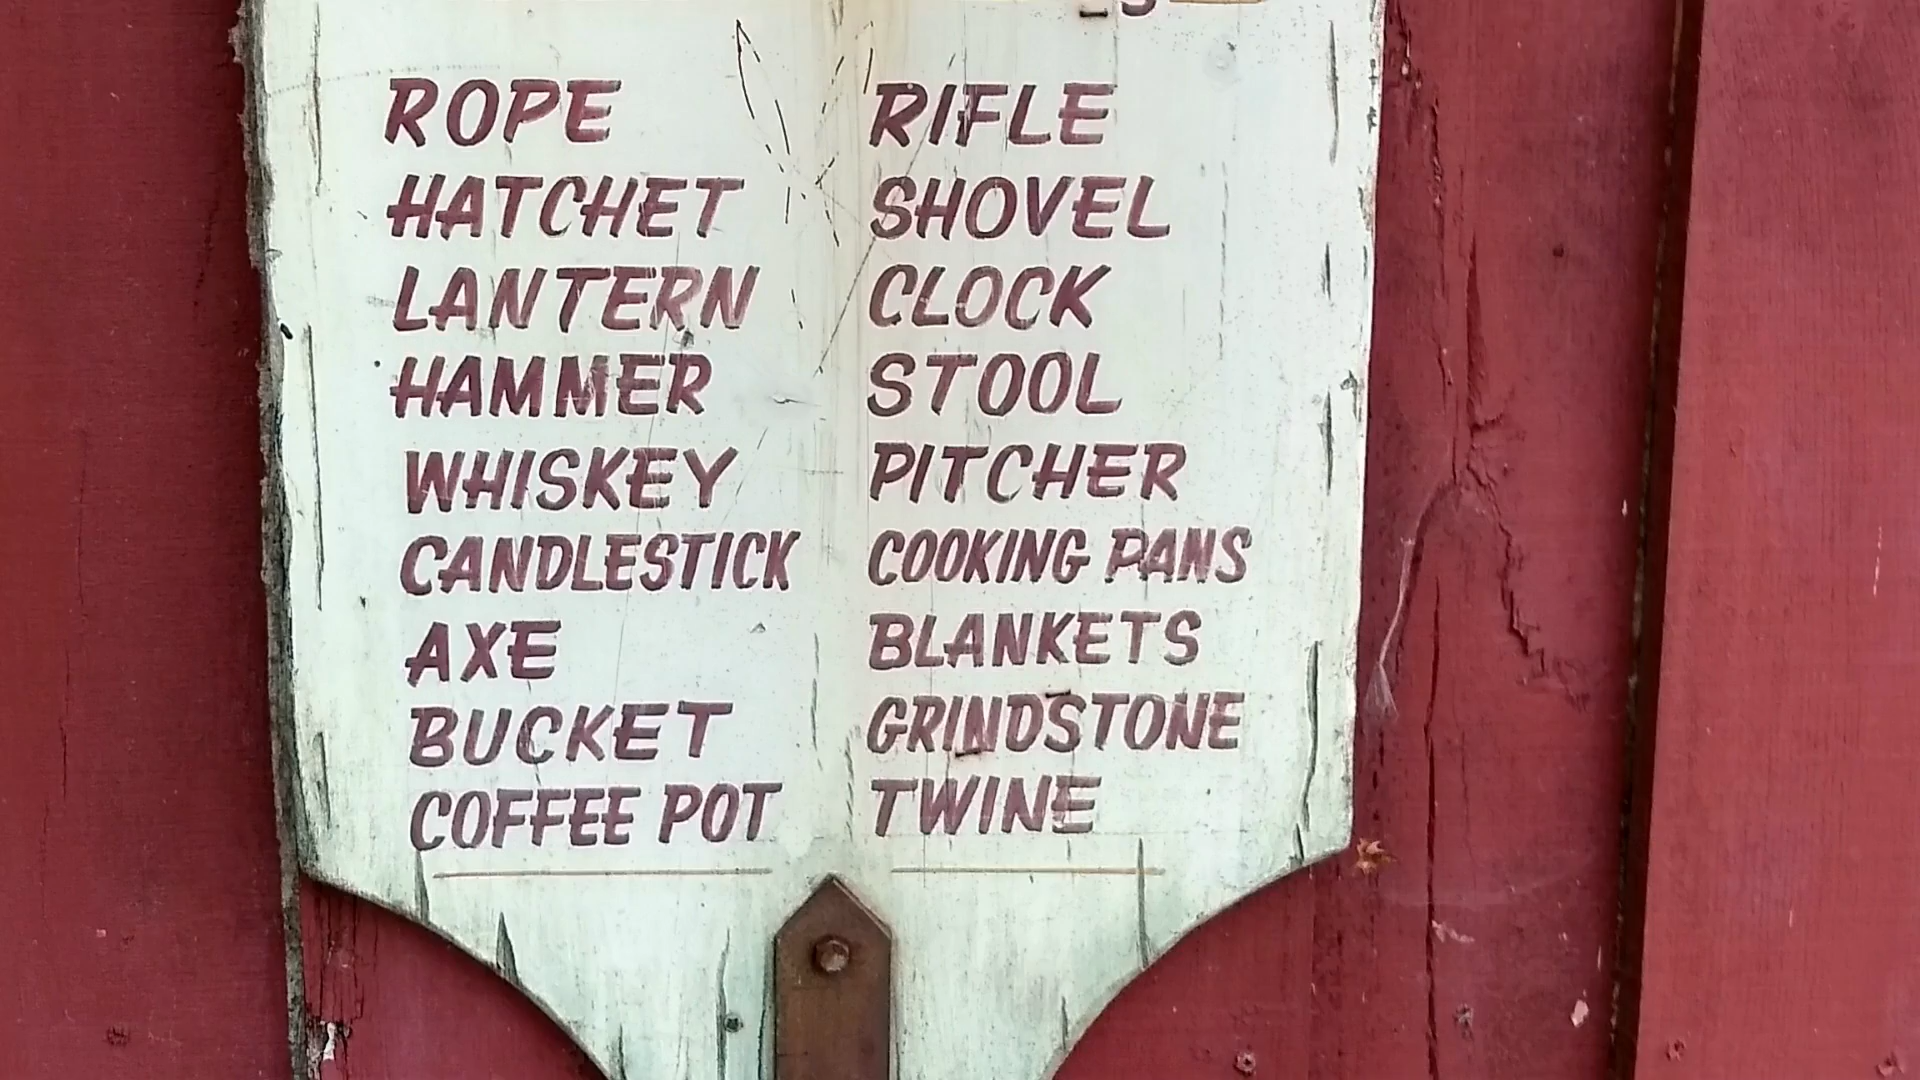 ROPE
HATCHET
LANTERN
HAMMER
WHISKEY
CANDLESTICK
AXE
BUCKET
COFFEE POT
RIFLE
SHOVEL
CLOCK
STOOL
PITCHER
COOKING PANS
BLANKETS
GRINDSTONE
TWINE